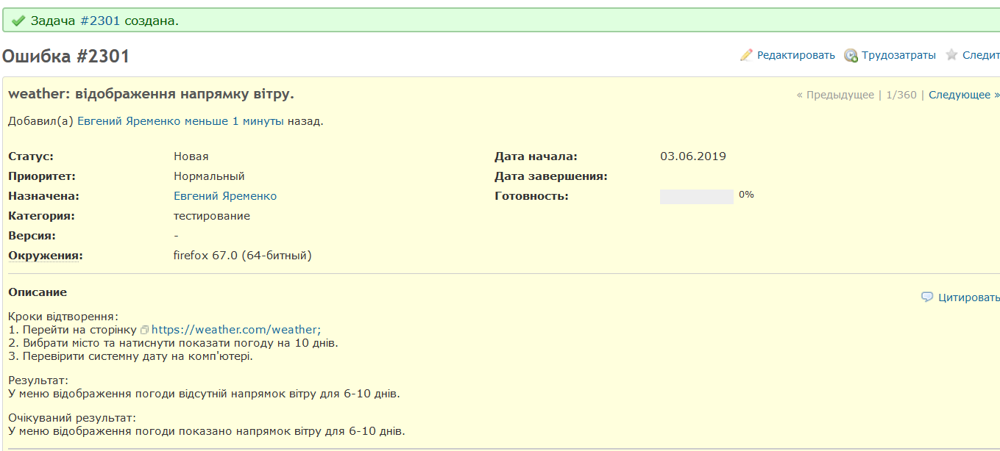 Задача #2301 создана.
Ошибка #2301
Редактировать Трудозатраты Следит
weather: відображення напрямку вітру.
« Предыдущее | 1/360 | Следующее »
Добавил(а) Евгений Яременко меньше 1 минуты назад.
Статус: Новая Дата начала: 03.06.2019
Приоритет: Нормальный Дата завершения:
Назначена: Евгений Яременко Готовность: 0%
Категория: тестирование
Версия: -
Окружения: firefox 67.0 (64-битный)
Описание
Цитировать
Кроки відтворення:
1. Перейти на сторінку https://weather.com/weather;
2. Вибрати місто та натиснути показати погоду на 10 днів.
3. Перевірити системну дату на комп'ютері.
Результат:
У меню відображення погоди відсутній напрямок вітру для 6-10 днів.
Очікуваний результат:
У меню відображення погоди показано напрямок вітру для 6-10 днів.